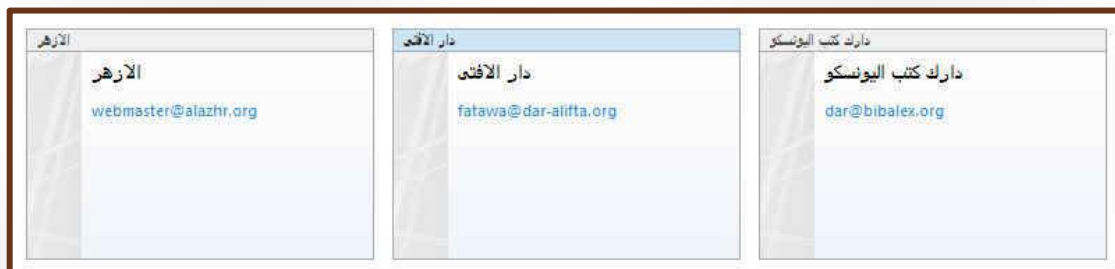 الازهر
الازهر
webmaster@alazhr.org
دار الافتى
دار الافتى
fatawa@dar-alifta.org
دارك كتب اليونسكو
دارك كتب اليونسكو
dar@bibalex.org